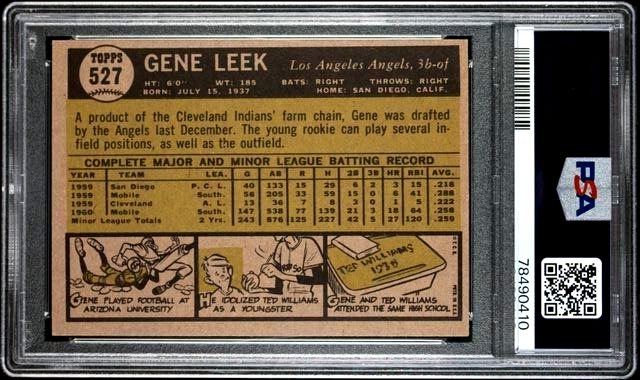 TOPPS
527
GENE LEEK Los Angeles Angels, 3b-of
HT: 6'0" WT: 185 BATS: RIGHT THROWS: RIGHT
BORN: JULY 15, 1937 HOME: SAN DIEGO, CALIF.
A product of the Cleveland Indians' farm chain, Gene was drafted
by the Angels last December. The young rookie can play several in-
field positions, as well as the outfield.
COMPLETE MAJOR AND MINOR LEAGUE BATTING RECORD
YEAR TEAM LEA. G AB R H 2B 3B HR RBI AVG.
1959 San Diego P.C.L. 40 133 15 29 6 2 3 15 .218
1959 Mobile South. 56 205 33 59 15 0 6 41 .288
1959 Cleveland A.L. 13 36 7 8 3 0 1 5 .222
1960 Mobile South. 147 538 77 139 21 3 18 64 .258
Minor League Totals 2 Yrs. 243 876 125 227 42 5 27 120 .259
GENE PLAYED FOOTBALL AT
ARIZONA UNIVERSITY
HE IDOLIZED TED WILLIAMS
AS A YOUNGSTER
TED WILLIAMS
1938
GENE AND TED WILLIAMS
ATTENDED THE SAME HIGH SCHOOL!
PSA
78490410